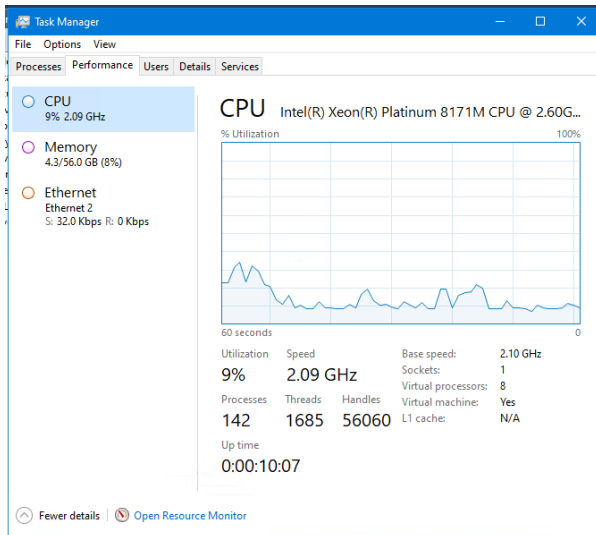 Task Manager
File Options View
Processes Performance Users Details Services
CPU
9% 2.09 GHz
Memory
4.3/56.0 GB (8%)
Ethernet
Ethernet 2
S: 32.0 Kbps R: 0 Kbps
CPU Intel(R) Xeon(R) Platinum 8171M CPU @ 2.60G...
% Utilization 100%
60 seconds 0
Utilization Speed
9% 2.09 GHz
Processes Threads Handles
142 1685 56060
Up time
0:00:10:07
Base speed: 2.10 GHz
Sockets: 1
Virtual processors: 8
Virtual machine: Yes
L1 cache: N/A
Fewer details Open Resource Monitor